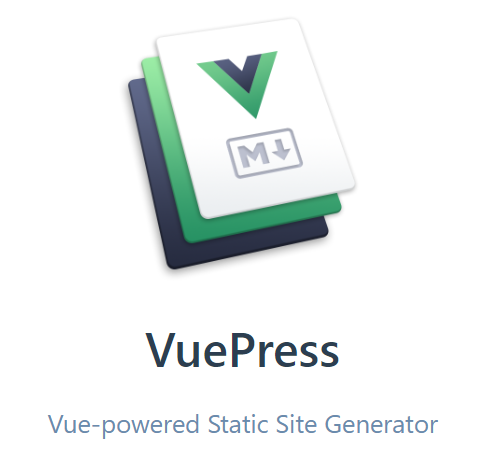 M
VuePress
Vue-powered Static Site Generator